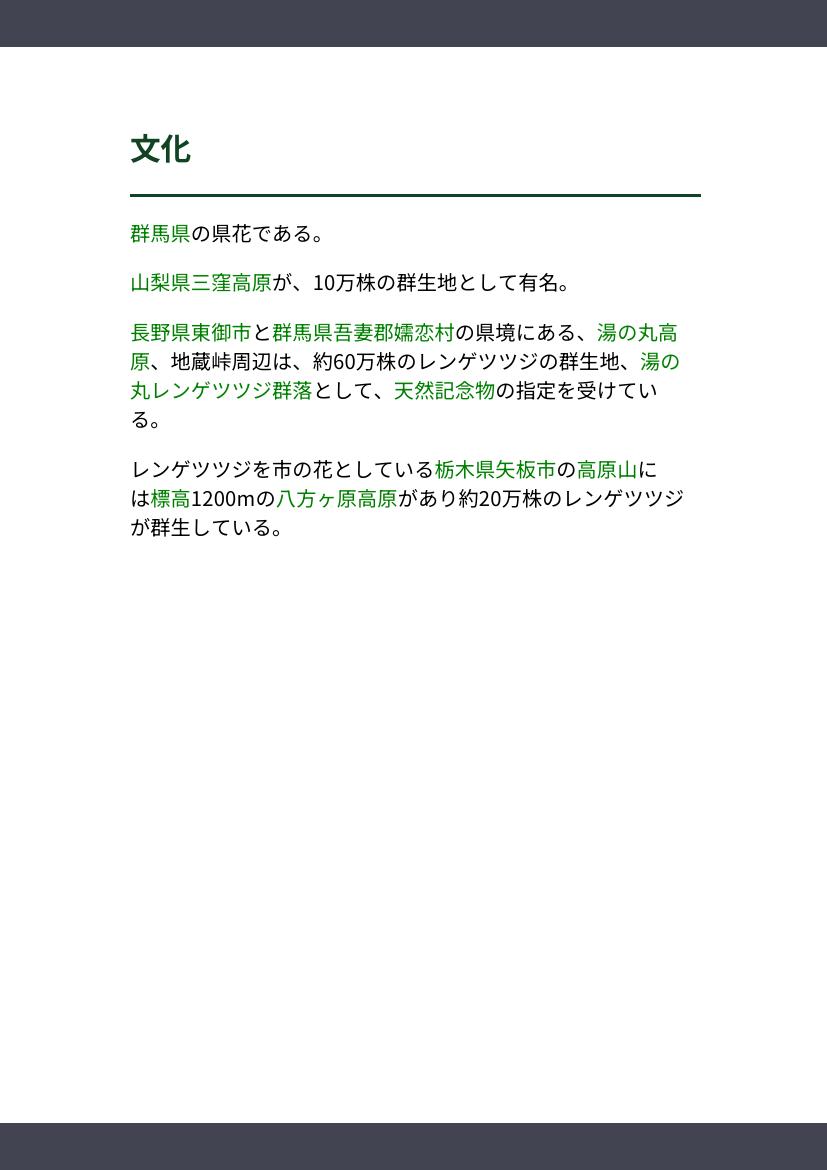 文化
群馬県の県花である。
山梨県三窪高原が、10万株の群生地として有名。
長野県東御市と群馬県吾妻郡嬬恋村の県境にある、湯の丸高
原、地蔵峠周辺は、約60万株のレンゲツツジの群生地、湯の
丸レンゲツツジ群落として、天然記念物の指定を受けてい
る。
レンゲツツジを市の花としている栃木県矢板市の高原山に
は標高1200mの八方ヶ原高原があり約20万株のレンゲツツジ
が群生している。